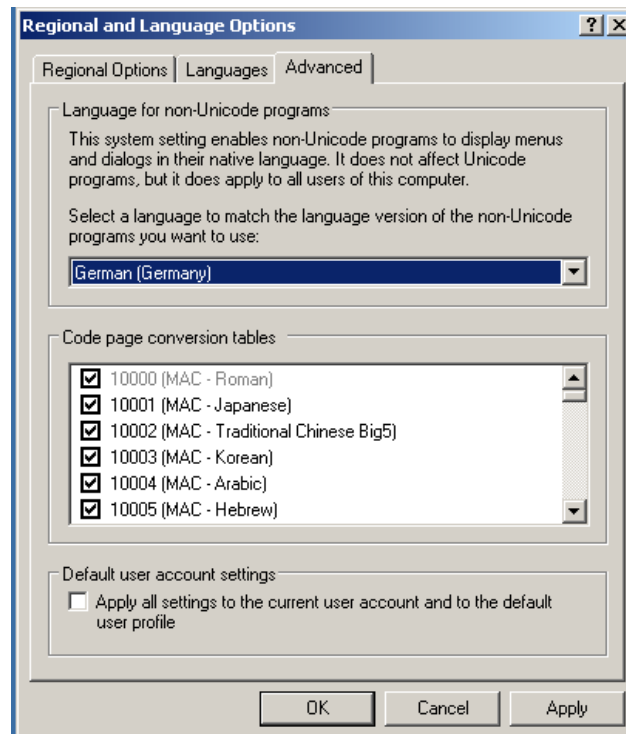 Regional and Language Options
Regional Options Languages Advanced
Language for non-Unicode programs
This system setting enables non-Unicode programs to display menus
and dialogs in their native language. It does not affect Unicode
programs, but it does apply to all users of this computer.
Select a language to match the language version of the non-Unicode
programs you want to use:
German (Germany)
Code page conversion tables
10000 (MAC - Roman)
10001 (MAC - Japanese)
10002 (MAC - Traditional Chinese Big5)
10003 (MAC - Korean)
10004 (MAC - Arabic)
10005 (MAC - Hebrew)
Default user account settings
Apply all settings to the current user account and to the default
user profile
OK Cancel Apply